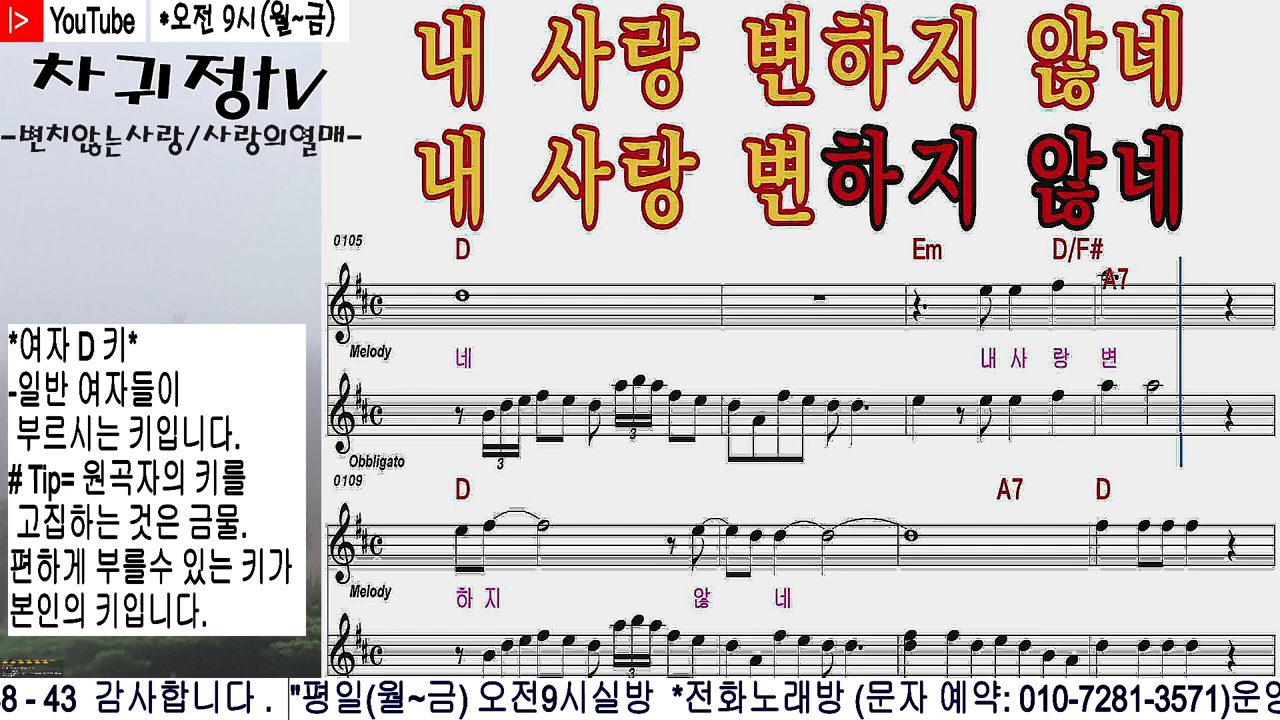 YouTube *오전 9시(월~금)
차귀정tv
-변치않는사랑/사랑의열매-
내 사랑 변하지 않네
내 사랑 변하지 않네
*여자 D 키*
-일반 여자들이
부르시는 키입니다.
# Tip= 원곡자의 키를
고집하는 것은 금물.
편하게 부를수 있는 키가
본인의 키입니다.
0105
D Em D/F# A7
Melody
네 내 사 랑 변
3 3
Obbligato
0109
D A7 D
Melody
하 지 않 네
3
8 - 43 감사합니다 . "평일(월~금) 오전9시실방 *전화노래방 (문자 예약: 010-7281-3571)운영